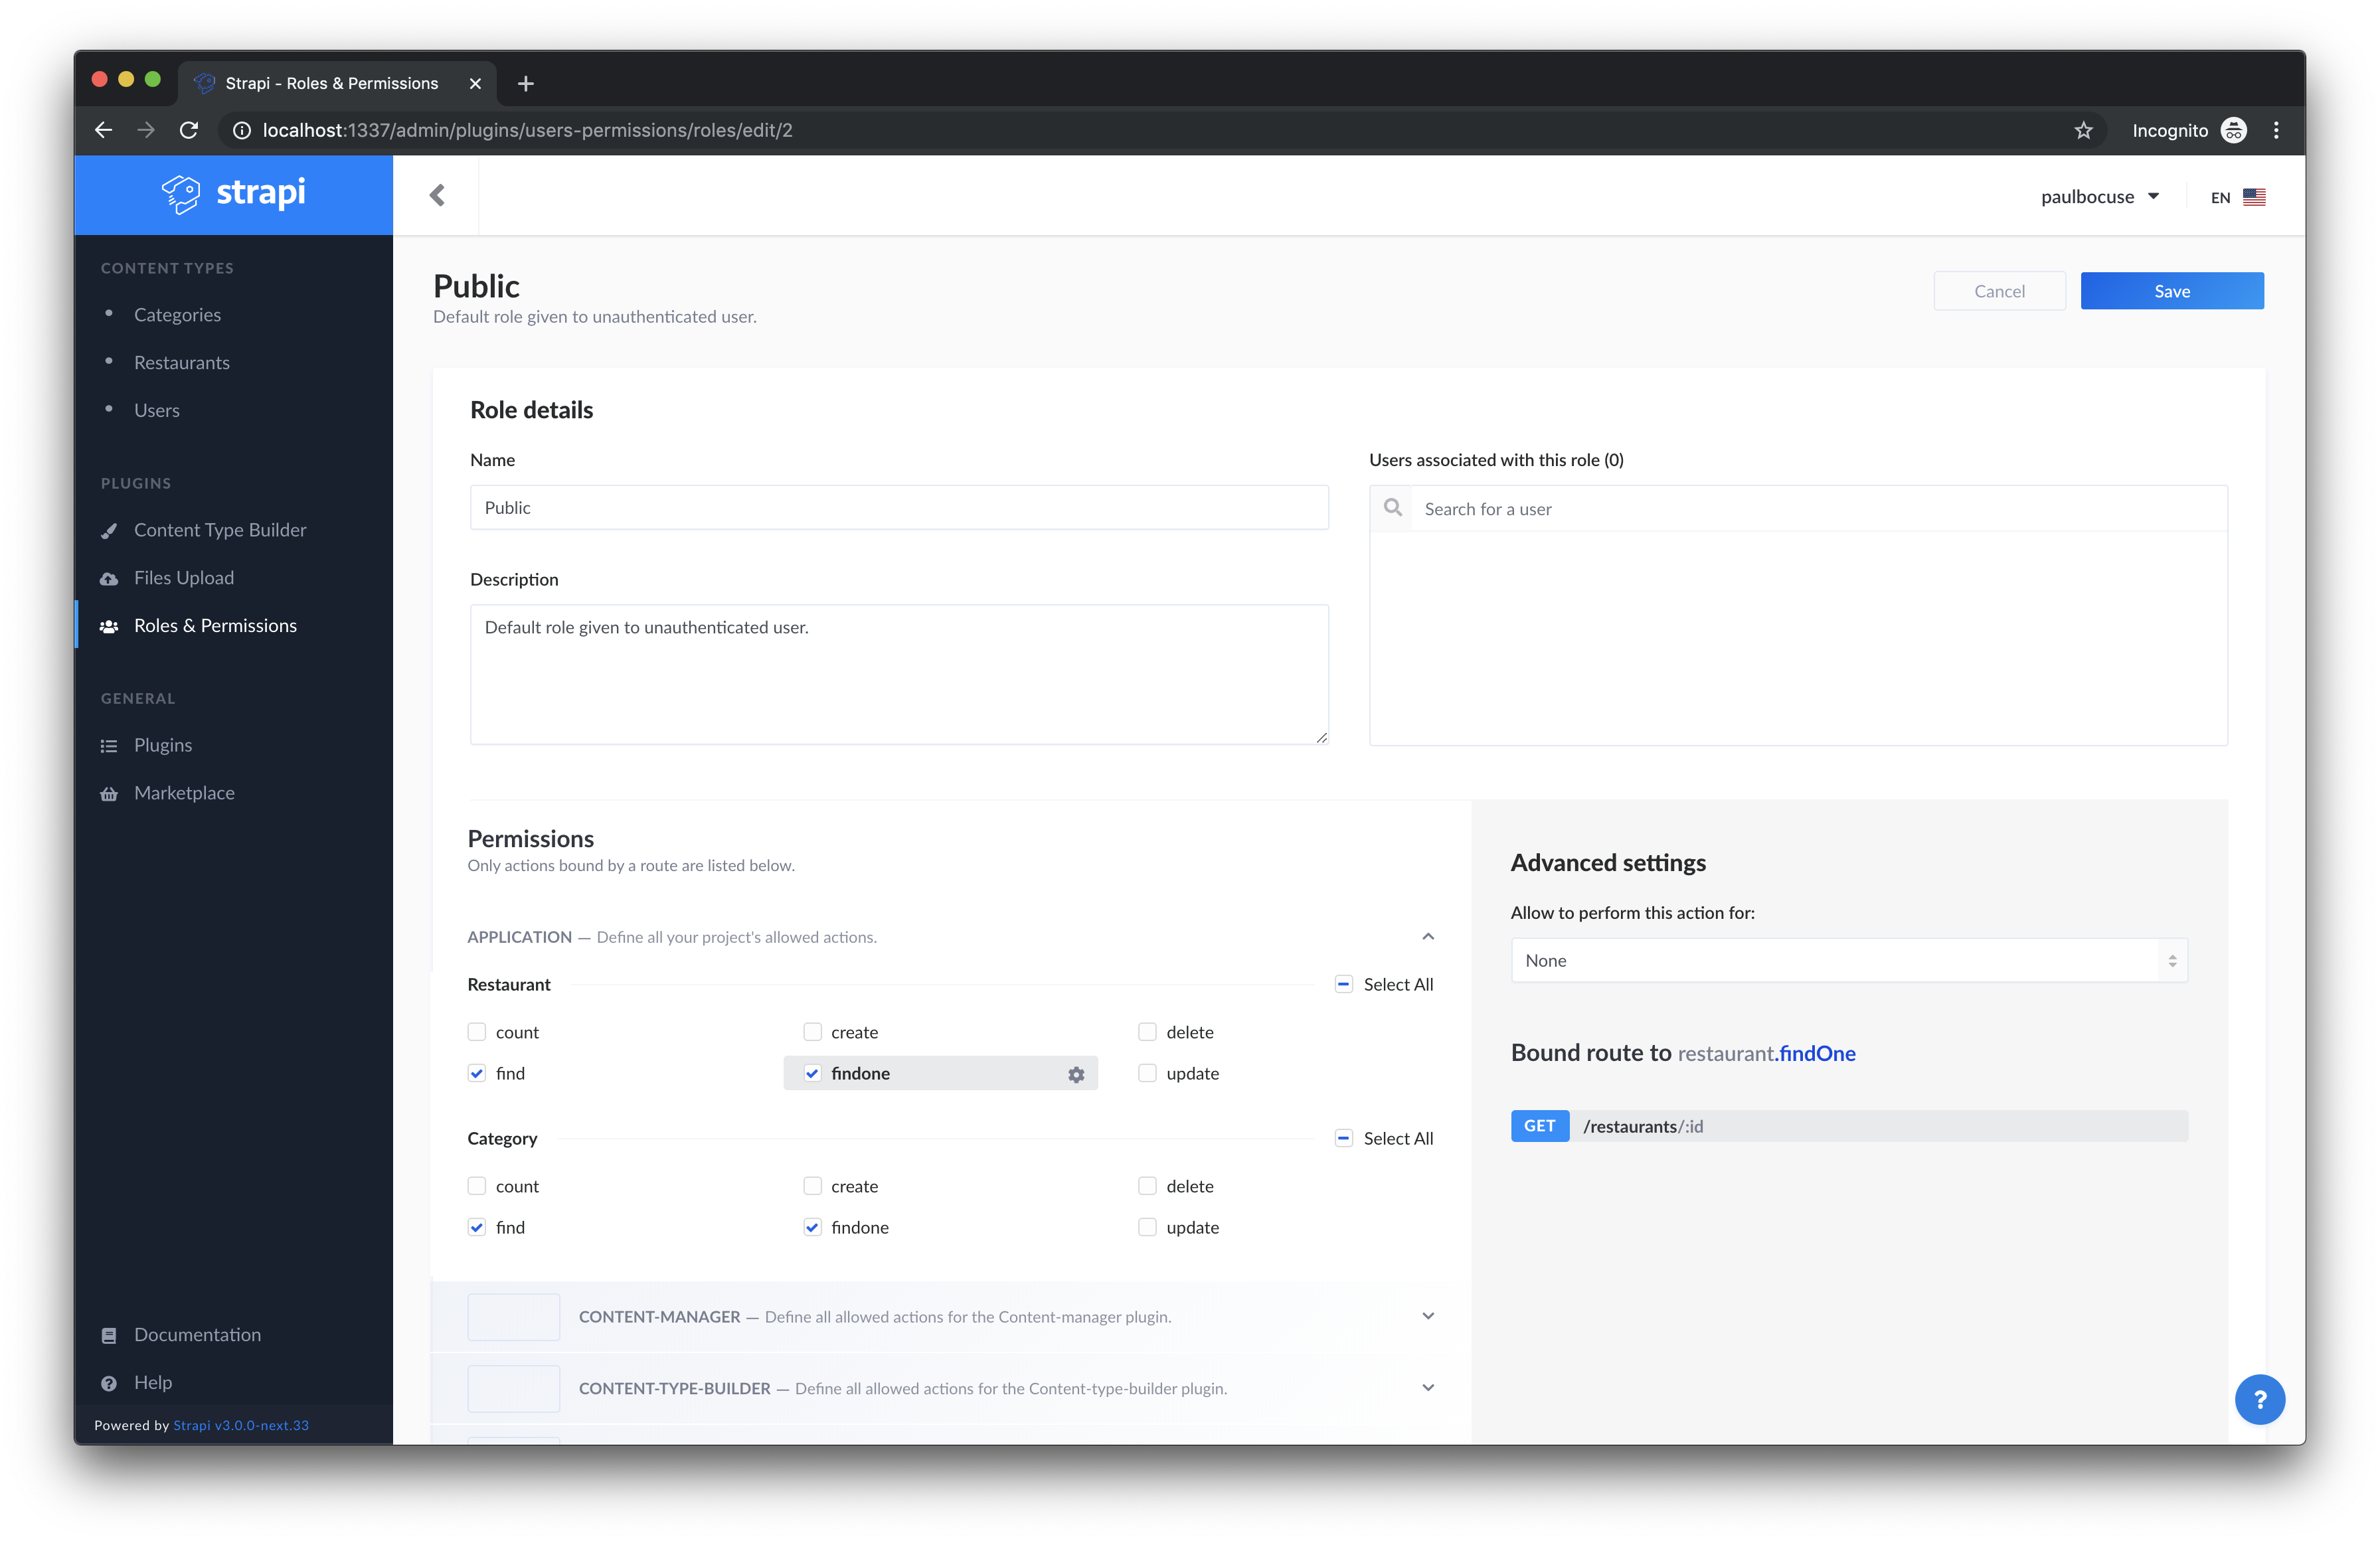 Strapi - Roles & Permissions
localhost:1337/admin/plugins/users-permissions/roles/edit/2
Incognito
strapi
paulbocuse
EN
CONTENT TYPES
Categories
Restaurants
Users
PLUGINS
Content Type Builder
Files Upload
Roles & Permissions
GENERAL
Plugins
Marketplace
Documentation
Help
Powered by Strapi v3.0.0-next.33
Public
Default role given to unauthenticated user.
Cancel
Save
Role details
Name
Public
Description
Default role given to unauthenticated user.
Users associated with this role (0)
Search for a user
Permissions
Only actions bound by a route are listed below.
APPLICATION — Define all your project's allowed actions.
Restaurant
Select All
count
create
delete
find
findone
update
Category
Select All
count
create
delete
find
findone
update
CONTENT-MANAGER — Define all allowed actions for the Content-manager plugin.
CONTENT-TYPE-BUILDER — Define all allowed actions for the Content-type-builder plugin.
Advanced settings
Allow to perform this action for:
None
Bound route to restaurant.findOne
GET /restaurants/:id
?